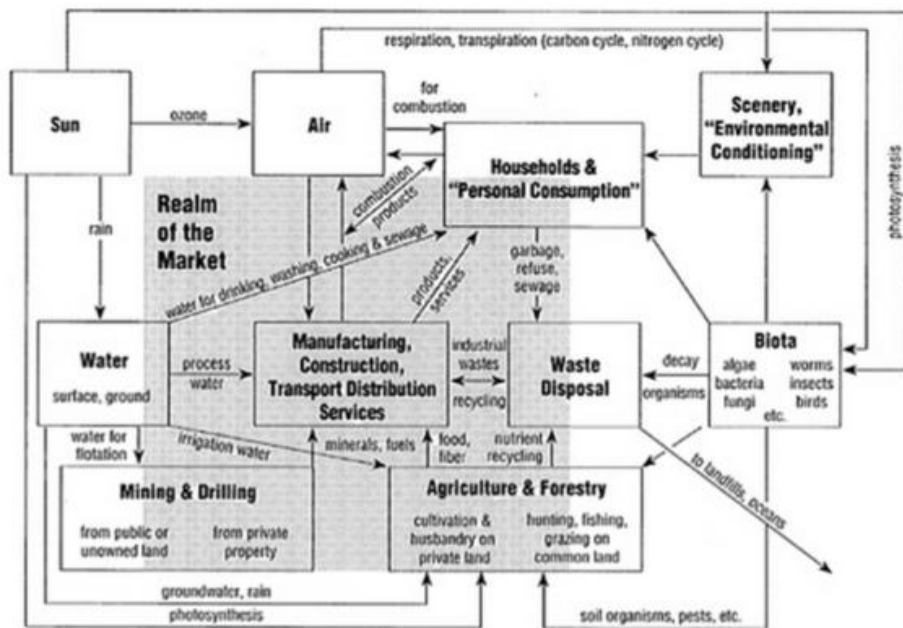 respiration, transpiration (carbon cycle, nitrogen cycle)
Sun
ozone
Air
for
combustion
Scenery,
"Environmental
Conditioning"
Households &
"Personal Consumption"
photosynthesis
rain
Realm
of the
Market
combustion
products
water for drinking, washing, cooking & sewage
products,
services
garbage,
refuse,
sewage
Water
surface, ground
process
water
Manufacturing,
Construction,
Transport Distribution
Services
industrial
wastes
recycling
Waste
Disposal
decay
organisms
Biota
algae
bacteria
fungi
worms
insects
birds
etc.
water for
flotation
irrigation water
minerals, fuels
food,
fiber
nutrient
recycling
to landfills, oceans
Mining & Drilling
from public or
unowned land
from private
property
Agriculture & Forestry
cultivation &
husbandry on
private land
hunting, fishing,
grazing on
common land
groundwater, rain
photosynthesis
soil organisms, pests, etc.